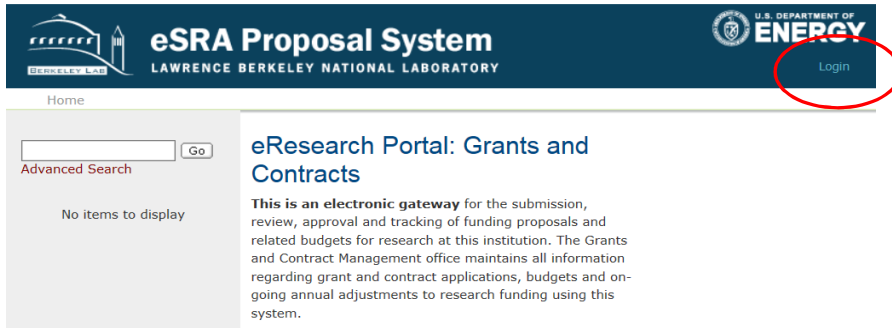 BERKELEY LAB
eSRA Proposal System
LAWRENCE BERKELEY NATIONAL LABORATORY
U.S. DEPARTMENT OF
ENERGY
Login
Home
Go
Advanced Search
No items to display
eResearch Portal: Grants and
Contracts
This is an electronic gateway for the submission,
review, approval and tracking of funding proposals and
related budgets for research at this institution. The Grants
and Contract Management office maintains all information
regarding grant and contract applications, budgets and on-
going annual adjustments to research funding using this
system.